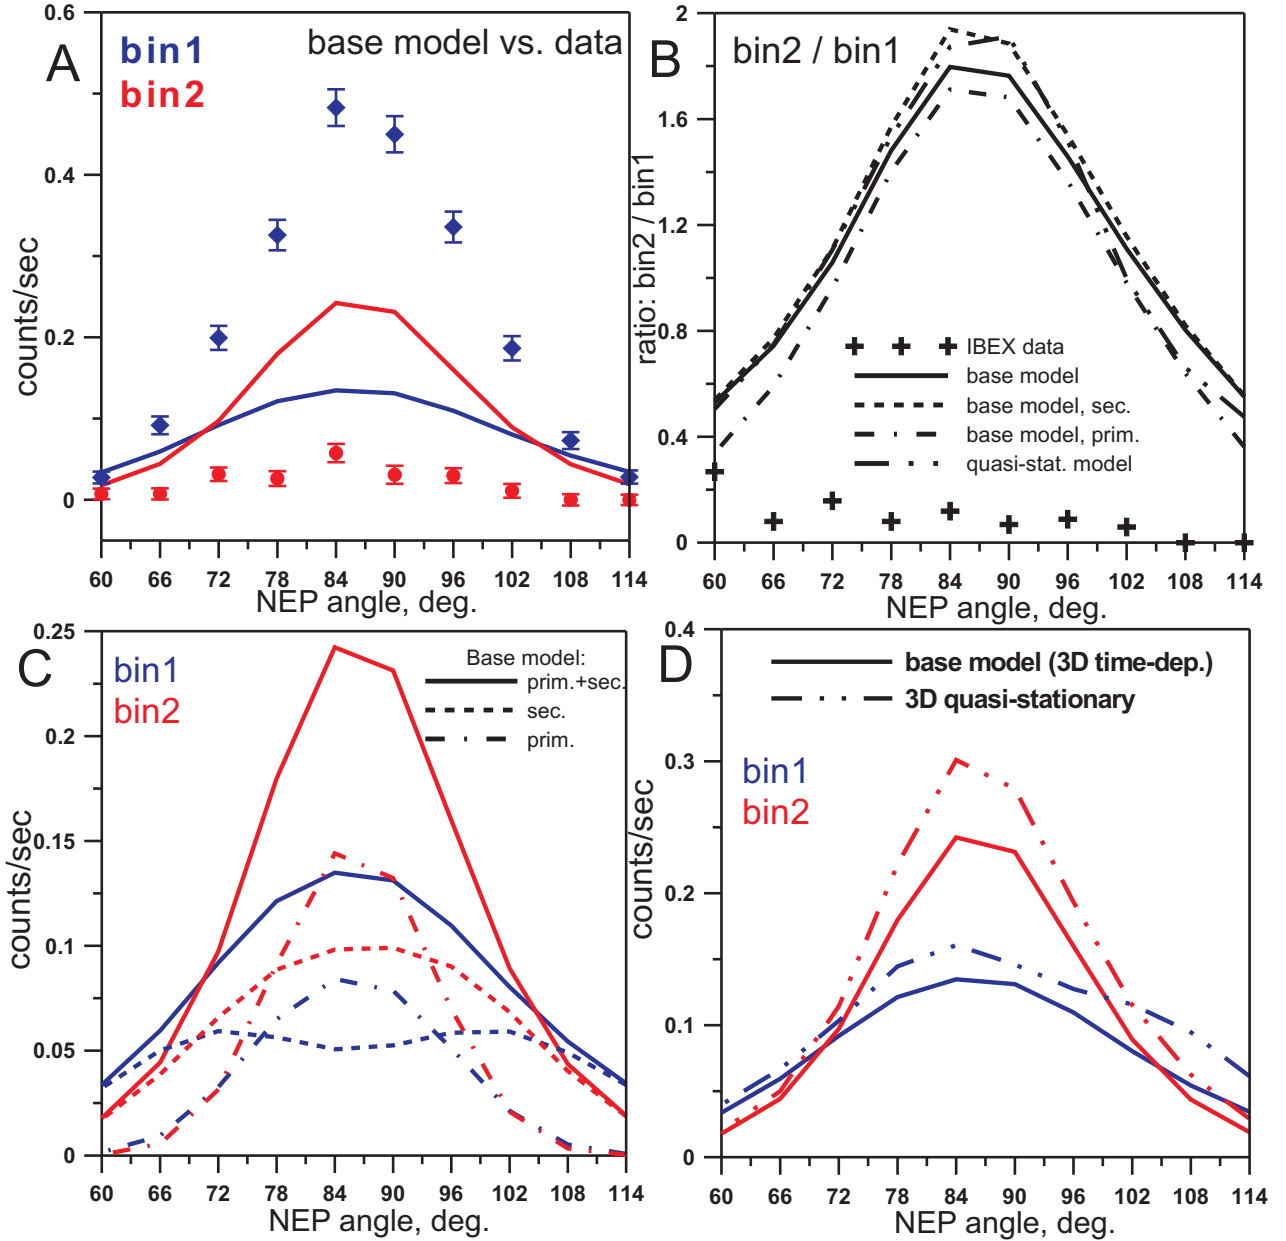 A
bin1
bin2
base model vs. data
counts/sec
0.6
0.4
0.2
0
60 66 72 78 84 90 96 102 108 114
NEP angle, deg.
B
bin2 / bin1
ratio: bin2 / bin1
2
1.6
1.2
0.8
0.4
0
IBEX data
base model
base model, sec.
base model, prim.
quasi-stat. model
60 66 72 78 84 90 96 102 108 114
NEP angle, deg.
C
bin1
bin2
Base model:
prim.+sec.
sec.
prim.
counts/sec
0.25
0.2
0.15
0.1
0.05
0
60 66 72 78 84 90 96 102 108 114
NEP angle, deg.
D
base model (3D time-dep.)
3D quasi-stationary
bin1
bin2
counts/sec
0.4
0.3
0.2
0.1
0
60 66 72 78 84 90 96 102 108 114
NEP angle, deg.